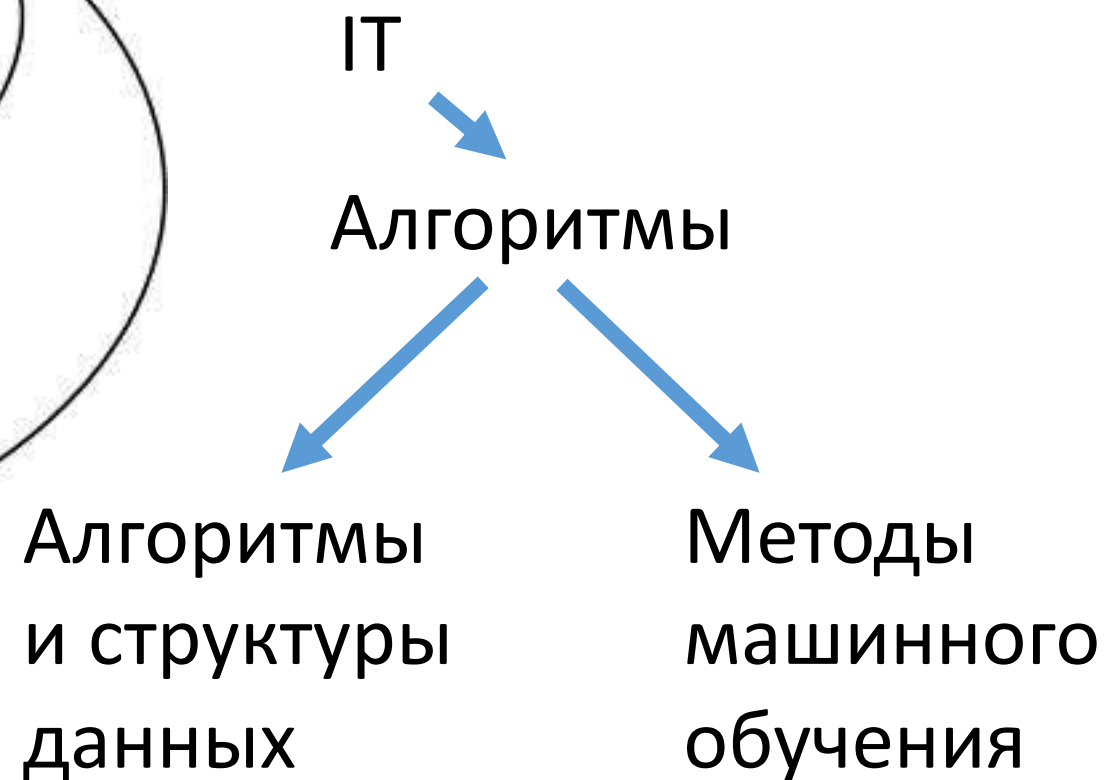 IT
Алгоритмы
Алгоритмы
и структуры
данных
Методы
машинного
обучения